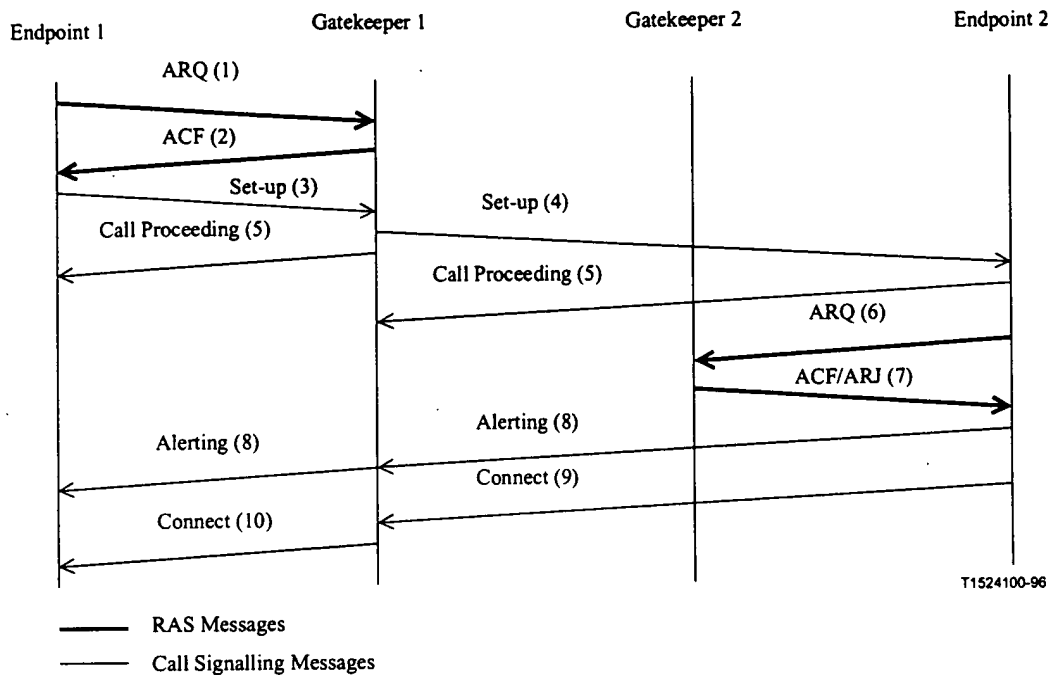 Endpoint 1
Gatekeeper 1
Gatekeeper 2
Endpoint 2
ARQ (1)
ACF (2)
Set-up (3)
Set-up (4)
Call Proceeding (5)
Call Proceeding (5)
ARQ (6)
ACF/ARJ (7)
Alerting (8)
Alerting (8)
Connect (9)
Connect (10)
T1524100-96
RAS Messages
Call Signalling Messages